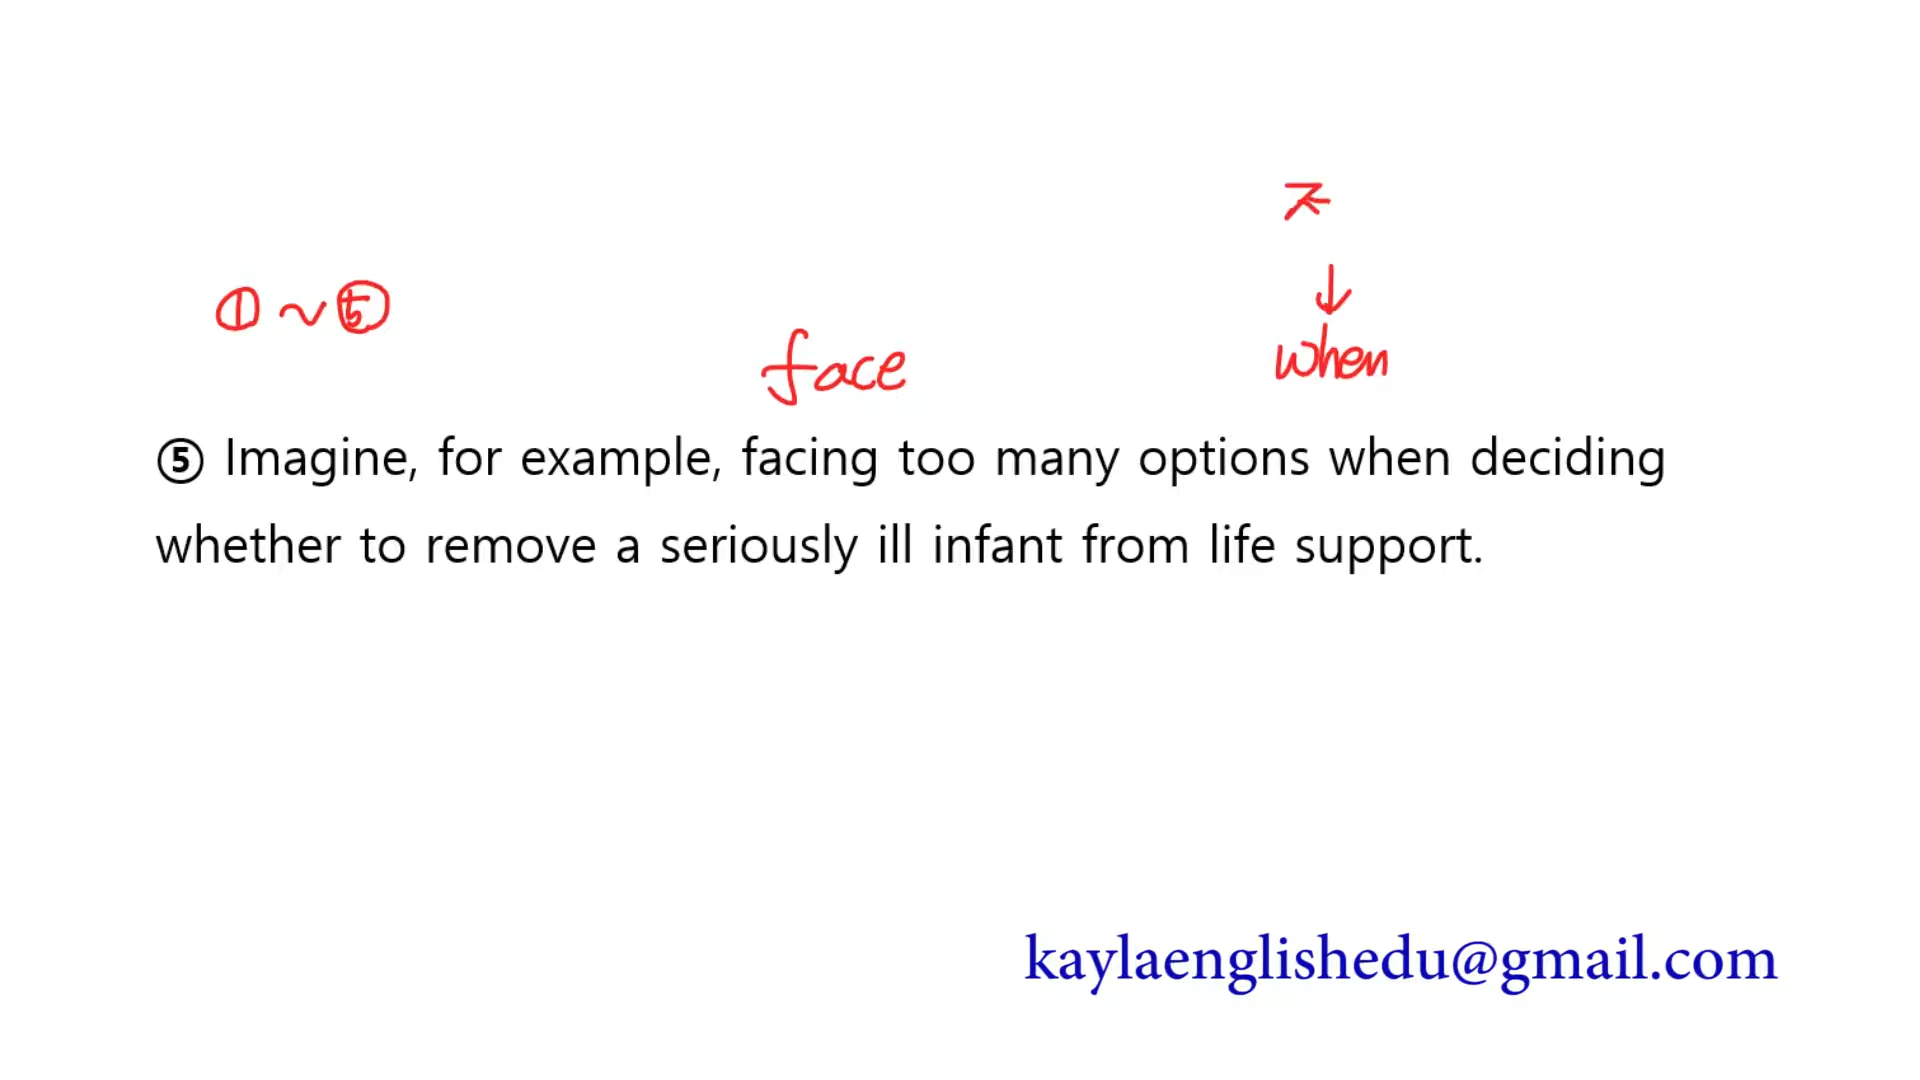 ① ~ ⑤
face
↓
when
⑤ Imagine, for example, facing too many options when deciding
whether to remove a seriously ill infant from life support.
kaylaenglishedu@gmail.com